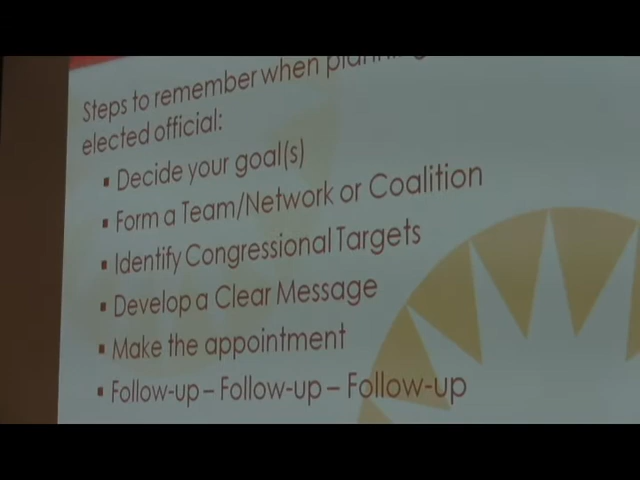 Steps to remember when
elected official:
▪ Decide your goal(s)
▪ Form a Team/Network or Coalition
▪ Identify Congressional Targets
▪ Develop a Clear Message
▪ Make the appointment
▪ Follow-up – Follow-up – Follow-up